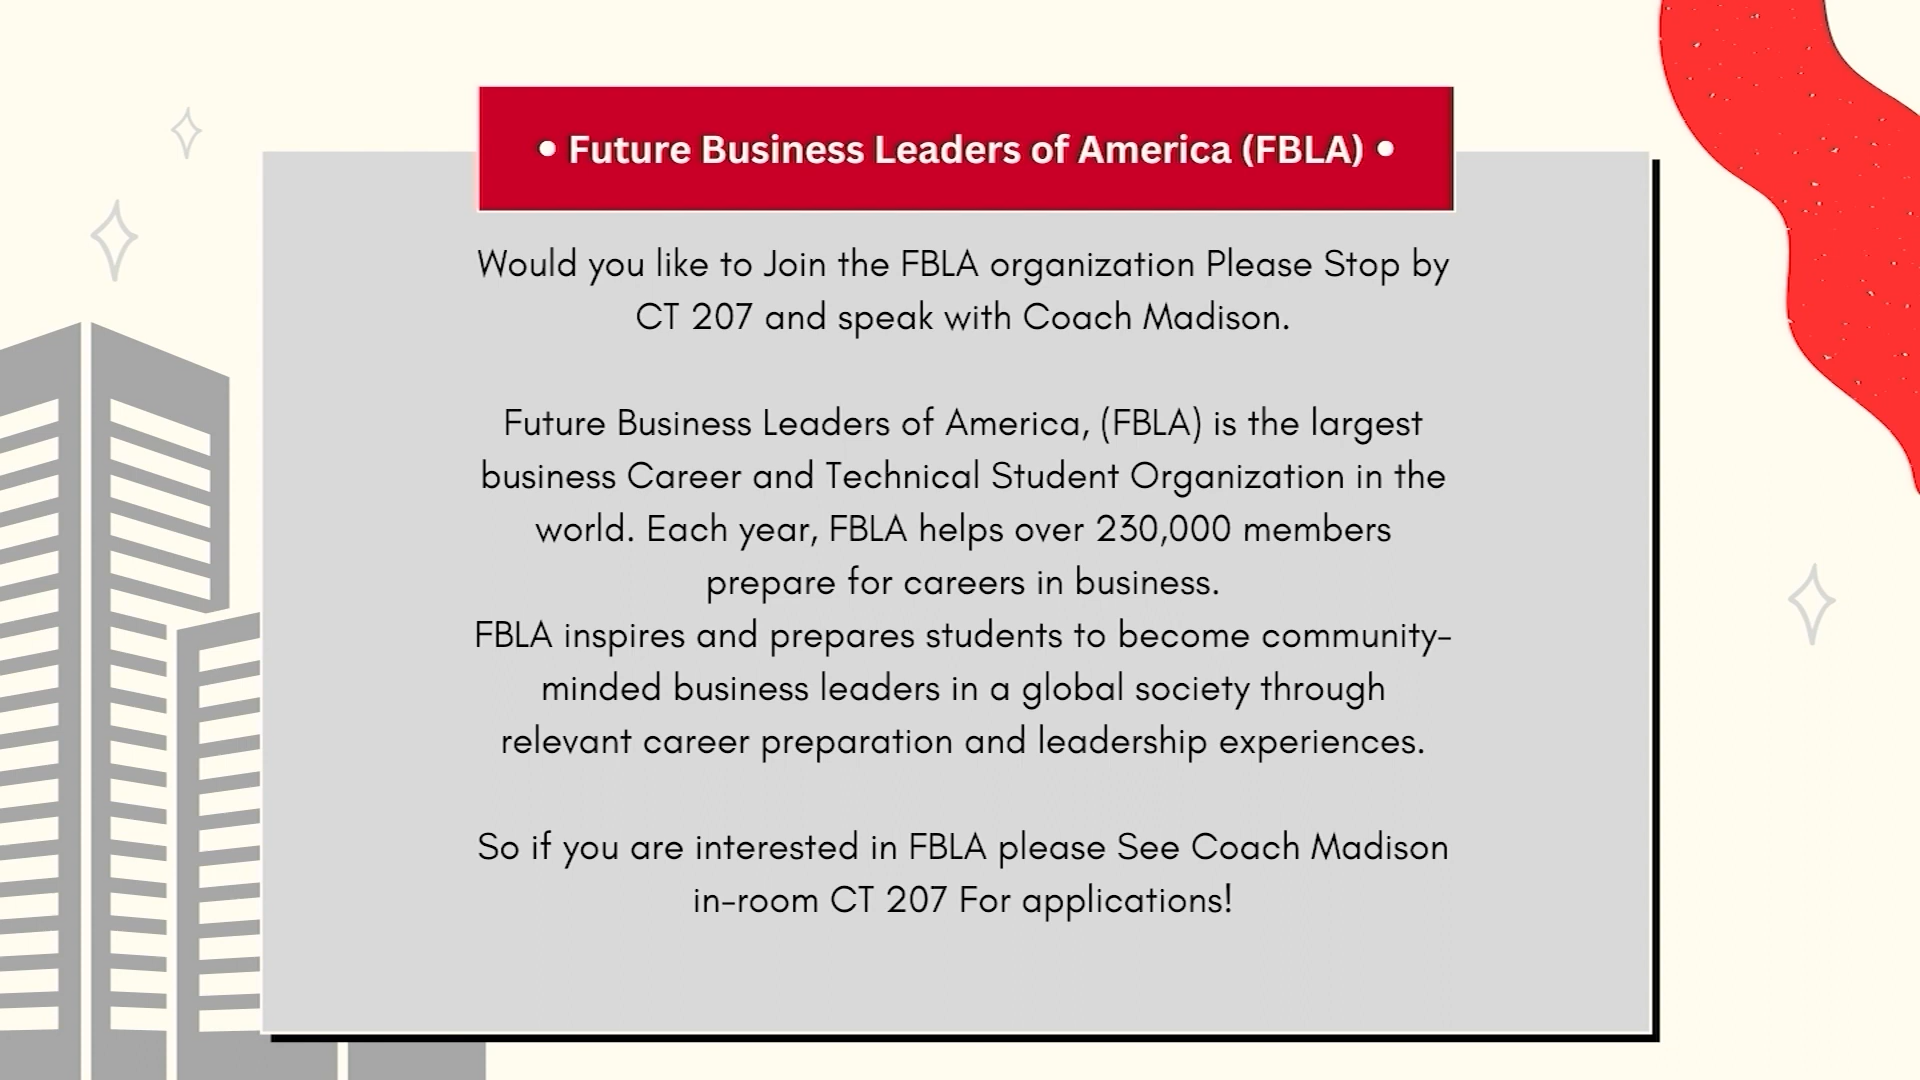 • Future Business Leaders of America (FBLA) •
Would you like to Join the FBLA organization Please Stop by
CT 207 and speak with Coach Madison.
Future Business Leaders of America, (FBLA) is the largest
business Career and Technical Student Organization in the
world. Each year, FBLA helps over 230,000 members
prepare for careers in business.
FBLA inspires and prepares students to become community-
minded business leaders in a global society through
relevant career preparation and leadership experiences.
So if you are interested in FBLA please See Coach Madison
in-room CT 207 For applications!